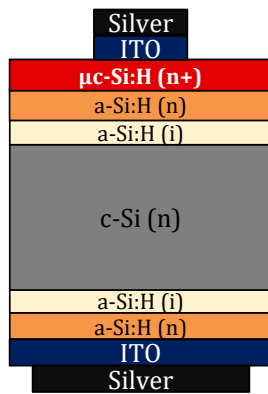 Silver
ITO
μc-Si:H (n+)
a-Si:H (n)
a-Si:H (i)
c-Si (n)
a-Si:H (i)
a-Si:H (n)
ITO
Silver